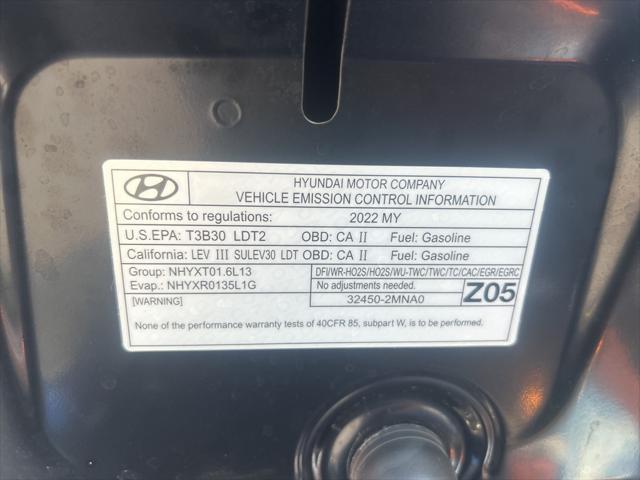 HYUNDAI MOTOR COMPANY
VEHICLE EMISSION CONTROL INFORMATION
Conforms to regulations: 2022 MY
U.S.EPA: T3B30 LDT2 OBD: CA II Fuel: Gasoline
California: LEV III SULEV30 LDT OBD: CA II Fuel: Gasoline
Group: NHYXT01.6L13 DFI/WR-HO2S/HO2S/WU-TWC/TWC/TC/CAC/EGR/EGRC
Evap.: NHYXR0135L1G No adjustments needed.
[WARNING] 32450-2MNA0 Z05
None of the performance warranty tests of 40CFR 85, subpart W, is to be performed.